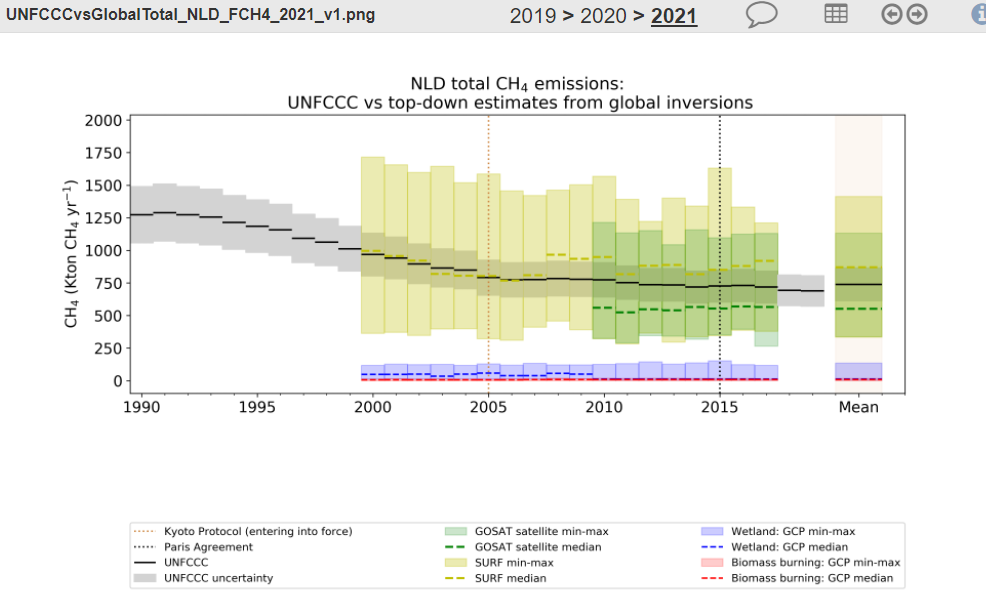 UNFCCCvsGlobalTotal_NLD_FCH4_2021_v1.png
2019 > 2020 > 2021
NLD total CH₄ emissions:
UNFCCC vs top-down estimates from global inversions
CH₄ (Kton CH₄ yr⁻¹)
2000
1750
1500
1250
1000
750
500
250
0
1990 1995 2000 2005 2010 2015 Mean
Kyoto Protocol (entering into force)
Paris Agreement
UNFCCC
UNFCCC uncertainty
GOSAT satellite min-max
GOSAT satellite median
SURF min-max
SURF median
Wetland: GCP min-max
Wetland: GCP median
Biomass burning: GCP min-max
Biomass burning: GCP median